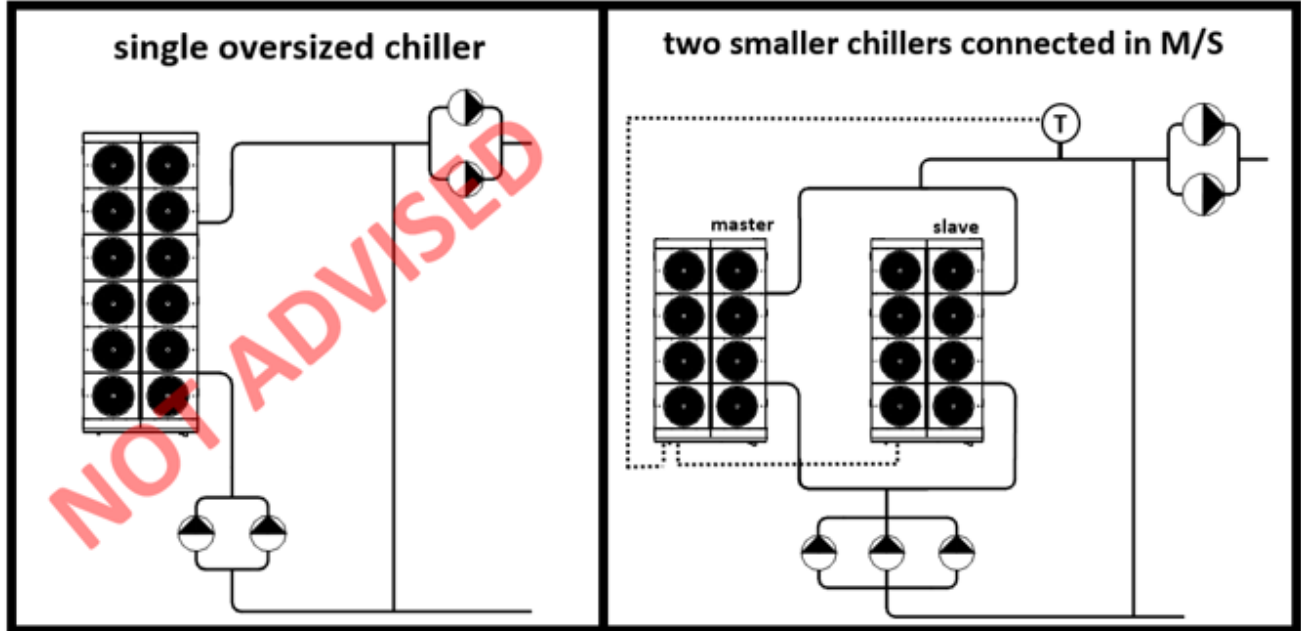 single oversized chiller
NOT ADVISED
two smaller chillers connected in M/S
T
master
slave